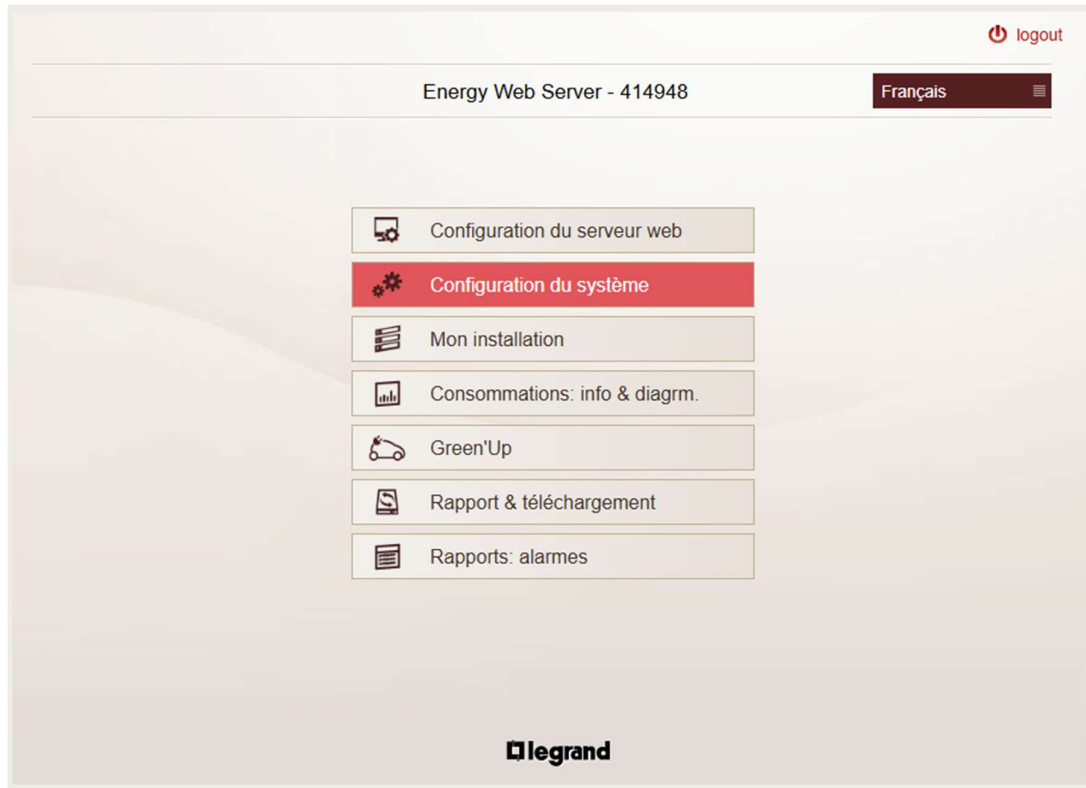 logout
Energy Web Server - 414948
Français
Configuration du serveur web
Configuration du système
Mon installation
Consommations: info & diagrm.
Green'Up
Rapport & téléchargement
Rapports: alarmes
legrand